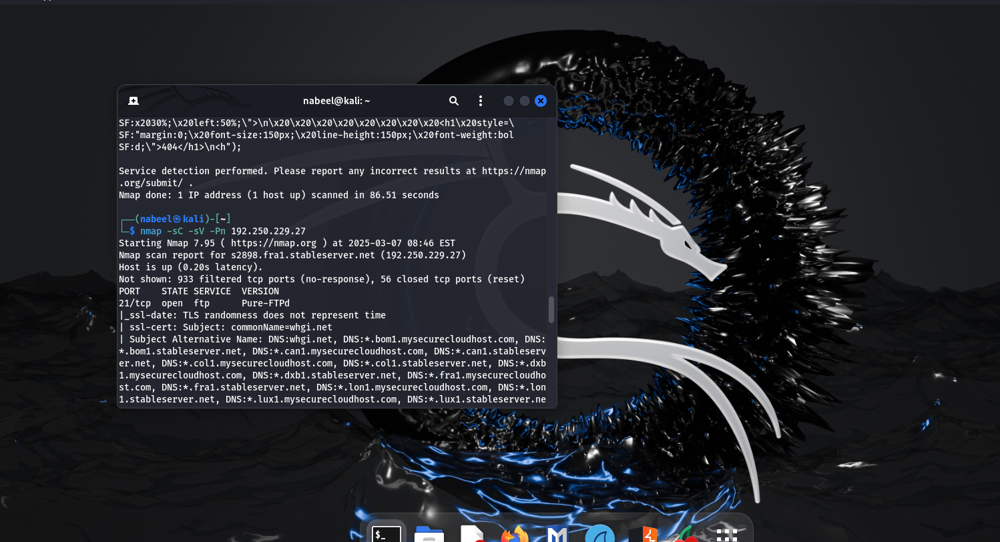 nabeel@kali: ~
SF:x2030%;\x20left:50%;\">\n\x20\x20\x20\x20\x20\x20\x20\x20<h1\x20style=\
SF:"margin:0;\x20font-size:150px;\x20line-height:150px;\x20font-weight:bol
SF:d;\">404</h1>\n<h");
Service detection performed. Please report any incorrect results at https://nmap
.org/submit/ .
Nmap done: 1 IP address (1 host up) scanned in 86.51 seconds
┌──(nabeel㉿kali)-[~]
└─$ nmap -sC -sV -Pn 192.250.229.27
Starting Nmap 7.95 ( https://nmap.org ) at 2025-03-07 08:46 EST
Nmap scan report for s2898.fra1.stableserver.net (192.250.229.27)
Host is up (0.20s latency).
Not shown: 933 filtered tcp ports (no-response), 56 closed tcp ports (reset)
PORT    STATE SERVICE  VERSION
21/tcp  open  ftp      Pure-FTPd
|_ssl-date: TLS randomness does not represent time
| ssl-cert: Subject: commonName=whgi.net
| Subject Alternative Name: DNS:whgi.net, DNS:*.bom1.mysecurecloudhost.com, DNS:
*.bom1.stableserver.net, DNS:*.can1.mysecurecloudhost.com, DNS:*.can1.stableserv
er.net, DNS:*.col1.mysecurecloudhost.com, DNS:*.col1.stableserver.net, DNS:*.dxb
1.mysecurecloudhost.com, DNS:*.dxb1.stableserver.net, DNS:*.fra1.mysecurecloudho
st.com, DNS:*.fra1.stableserver.net, DNS:*.lon1.mysecurecloudhost.com, DNS:*.lon
1.stableserver.net, DNS:*.lux1.mysecurecloudhost.com, DNS:*.lux1.stableserver.ne
$_